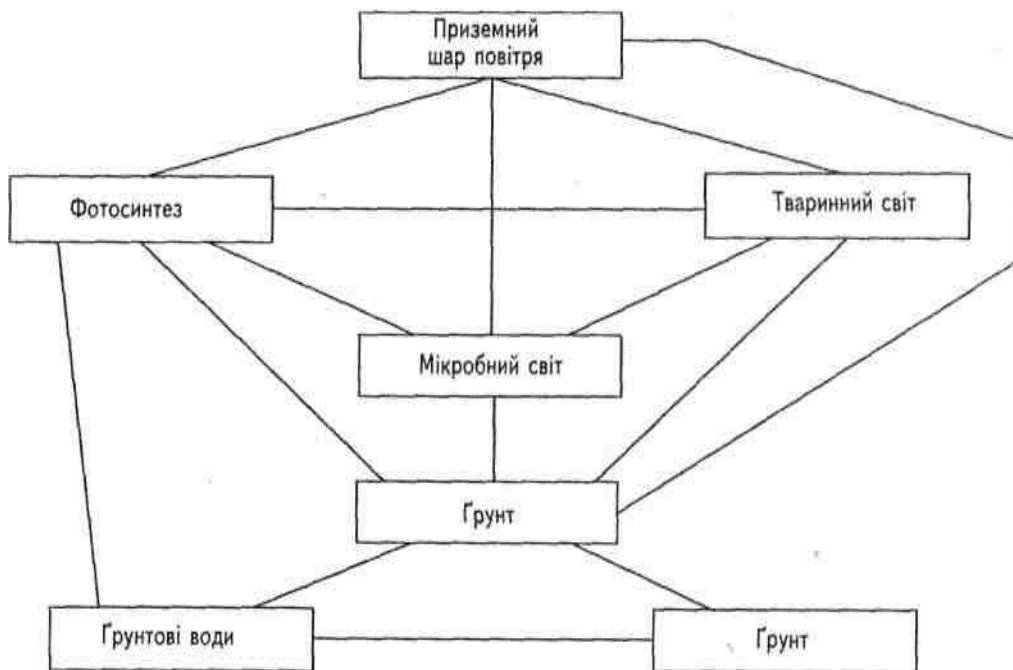 Приземний
шар повітря
Фотосинтез
Тваринний світ
Мікробний світ
Ґрунт
Ґрунтові води
Ґрунт